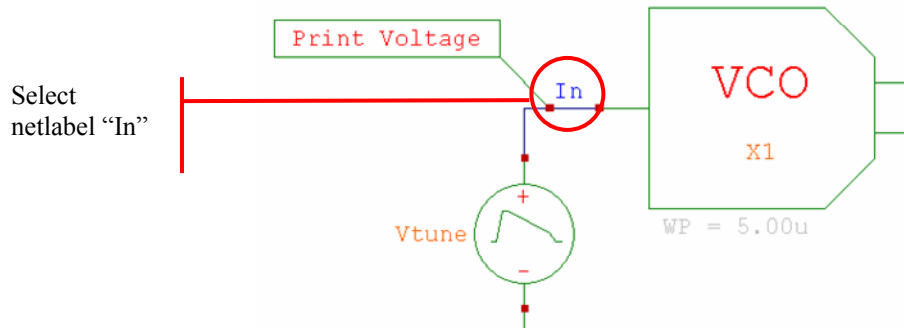 Print Voltage
Select
netlabel “In”
In
VCO
X1
Vtune
+
-
WP = 5.00u